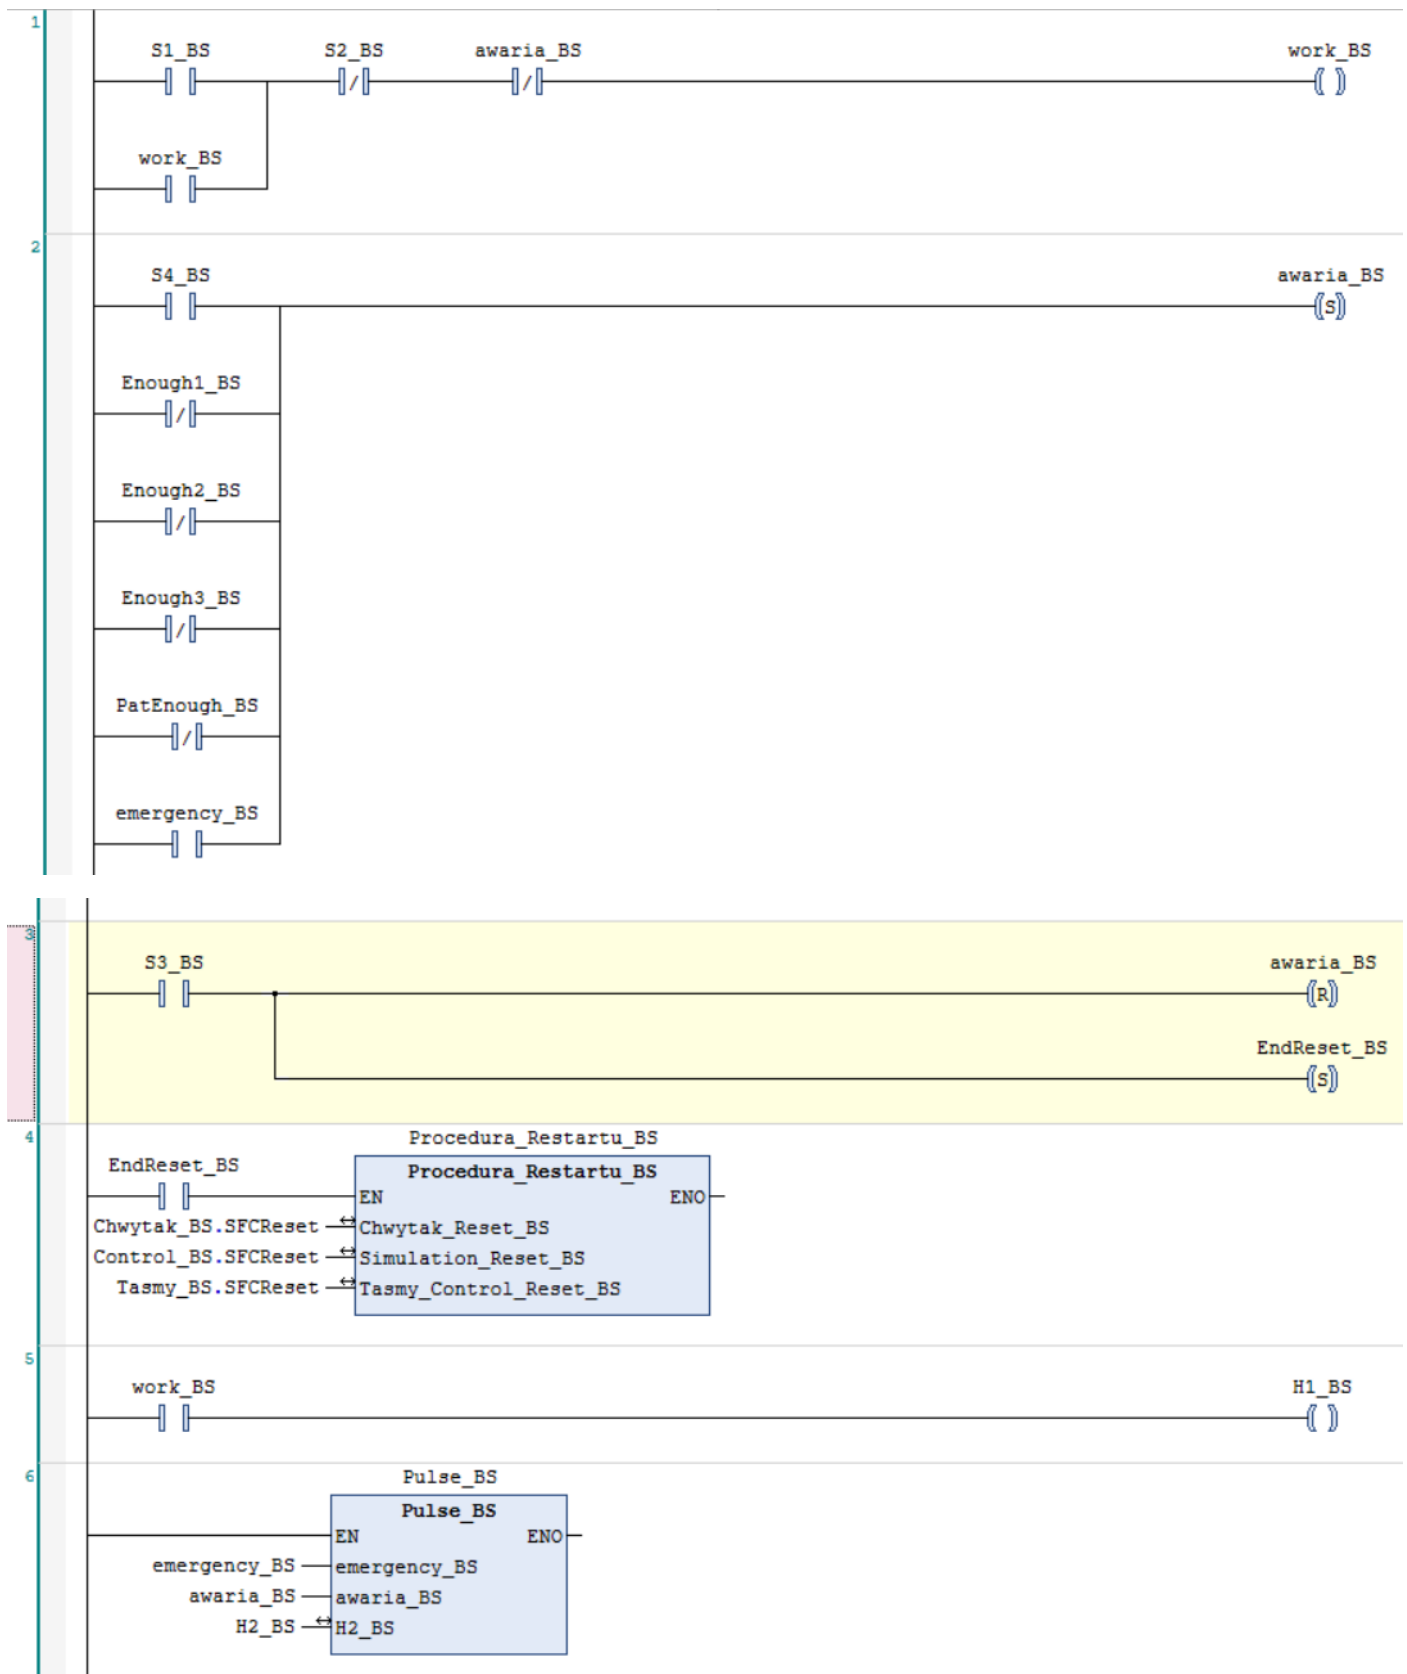 1
S1_BS S2_BS awaria_BS work_BS
/ /
work_BS
2
S4_BS awaria_BS
S
Enough1_BS
/
Enough2_BS
/
Enough3_BS
/
PatEnough_BS
/
emergency_BS
3
S3_BS awaria_BS
R
EndReset_BS
S
4
Procedura_Restartu_BS
EndReset_BS Procedura_Restartu_BS
EN ENO
Chwytak_BS.SFCReset Chwytak_Reset_BS
Control_BS.SFCReset Simulation_Reset_BS
Tasmy_BS.SFCReset Tasmy_Control_Reset_BS
5
work_BS H1_BS
6
Pulse_BS
Pulse_BS
EN ENO
emergency_BS emergency_BS
awaria_BS awaria_BS
H2_BS H2_BS